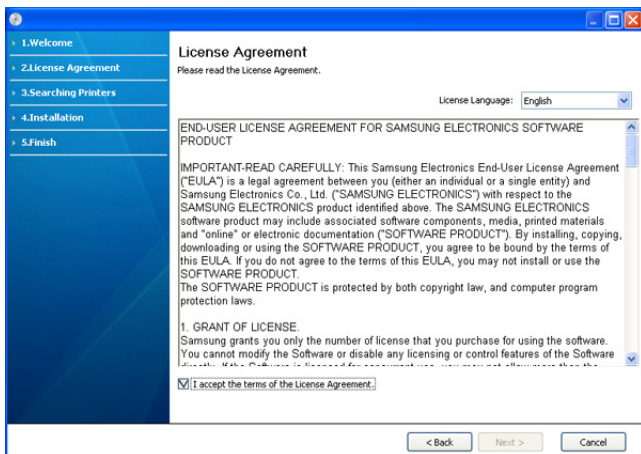 1.Welcome
2.License Agreement
3.Searching Printers
4.Installation
5.Finish
License Agreement
Please read the License Agreement.
License Language: English
END-USER LICENSE AGREEMENT FOR SAMSUNG ELECTRONICS SOFTWARE
PRODUCT
IMPORTANT-READ CAREFULLY: This Samsung Electronics End-User License Agreement
("EULA") is a legal agreement between you (either an individual or a single entity) and
Samsung Electronics Co., Ltd. ("SAMSUNG ELECTRONICS") with respect to the
SAMSUNG ELECTRONICS product identified above. The SAMSUNG ELECTRONICS
software product may include associated software components, media, printed materials
and "online" or electronic documentation ("SOFTWARE PRODUCT"). By installing, copying,
downloading or using the SOFTWARE PRODUCT, you agree to be bound by the terms of
this EULA. If you do not agree to the terms of this EULA, you may not install or use the
SOFTWARE PRODUCT.
The SOFTWARE PRODUCT is protected by both copyright law, and computer program
protection laws.
1. GRANT OF LICENSE.
Samsung grants you only the number of license that you purchase for using the software.
You cannot modify the Software or disable any licensing or control features of the Software
I accept the terms of the License Agreement.
< Back
Next >
Cancel